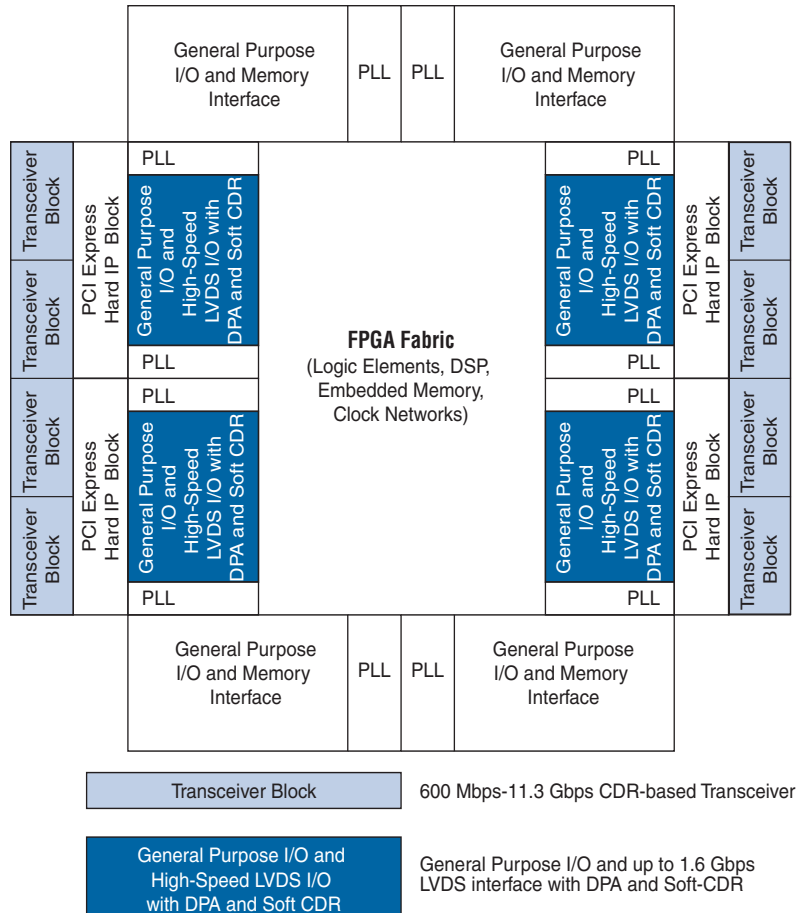 General Purpose
I/O and Memory
Interface
PLL
PLL
General Purpose
I/O and Memory
Interface
Transceiver
Block
Transceiver
Block
PCI Express
Hard IP Block
PLL
General Purpose
I/O and
High-Speed
LVDS I/O with
DPA and Soft CDR
PLL
Transceiver
Block
Transceiver
Block
PCI Express
Hard IP Block
PLL
General Purpose
I/O and
High-Speed
LVDS I/O with
DPA and Soft CDR
PLL
FPGA Fabric
(Logic Elements, DSP,
Embedded Memory,
Clock Networks)
PLL
General Purpose
I/O and
High-Speed
LVDS I/O with
DPA and Soft CDR
PLL
PCI Express
Hard IP Block
Transceiver
Block
Transceiver
Block
PLL
General Purpose
I/O and
High-Speed
LVDS I/O with
DPA and Soft CDR
PLL
PCI Express
Hard IP Block
Transceiver
Block
Transceiver
Block
General Purpose
I/O and Memory
Interface
PLL
PLL
General Purpose
I/O and Memory
Interface
Transceiver Block
600 Mbps-11.3 Gbps CDR-based Transceiver
General Purpose I/O and
High-Speed LVDS I/O
with DPA and Soft CDR
General Purpose I/O and up to 1.6 Gbps
LVDS interface with DPA and Soft-CDR